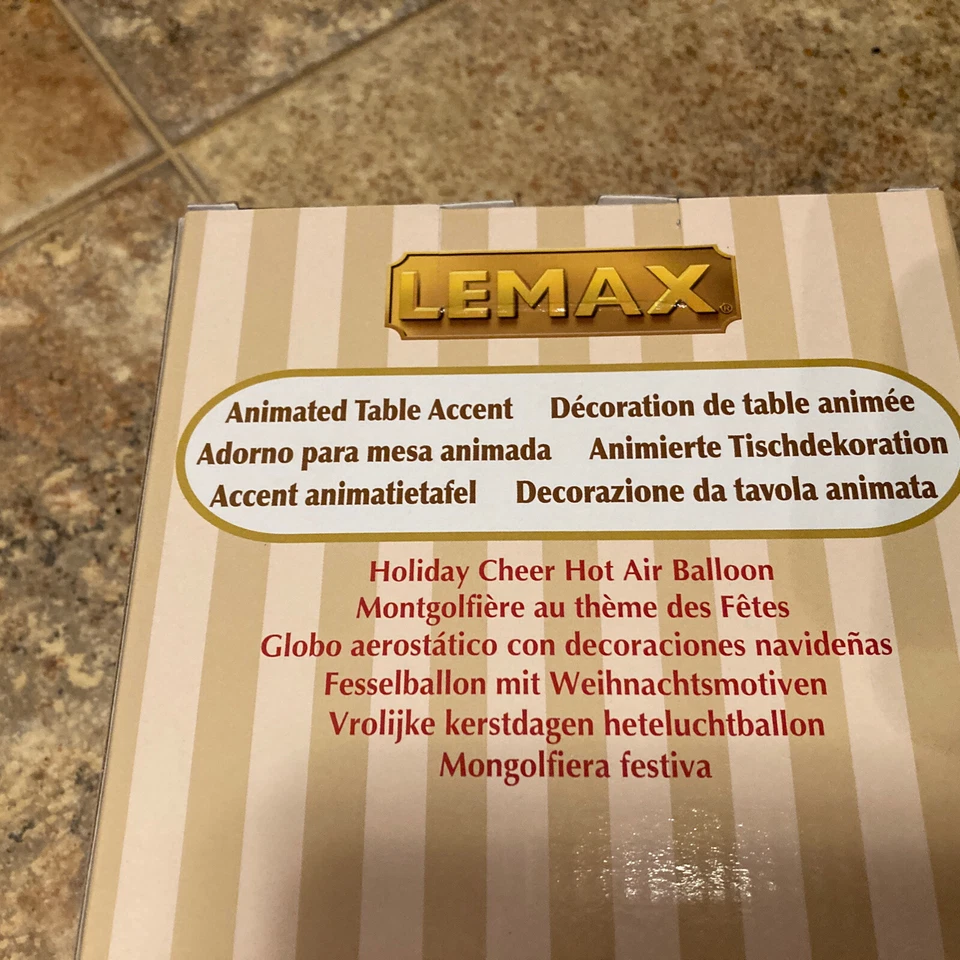 LEMAX®
Animated Table Accent Décoration de table animée
Adorno para mesa animada Animierte Tischdekoration
Accent animatietafel Decorazione da tavola animata
Holiday Cheer Hot Air Balloon
Montgolfière au thème des Fêtes
Globo aerostático con decoraciones navideñas
Fesselballon mit Weihnachtsmotiven
Vrolijke kerstdagen heteluchtballon
Mongolfiera festiva